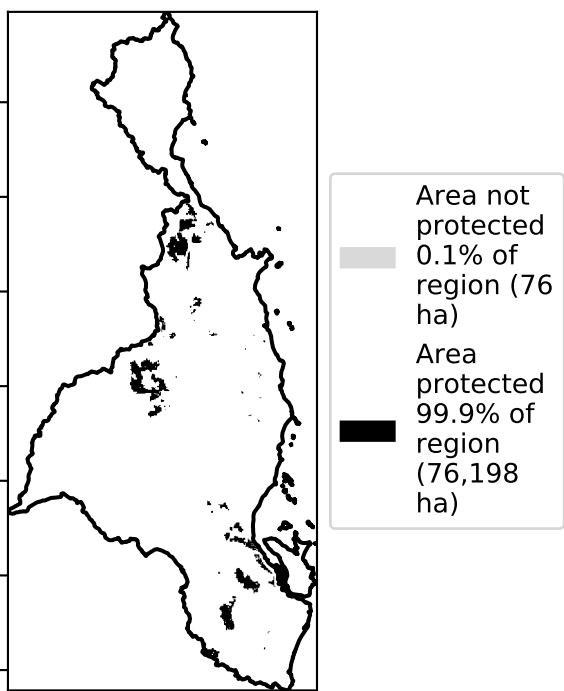 Area not
protected
0.1% of
region (76
ha)
Area
protected
99.9% of
region
(76,198
ha)